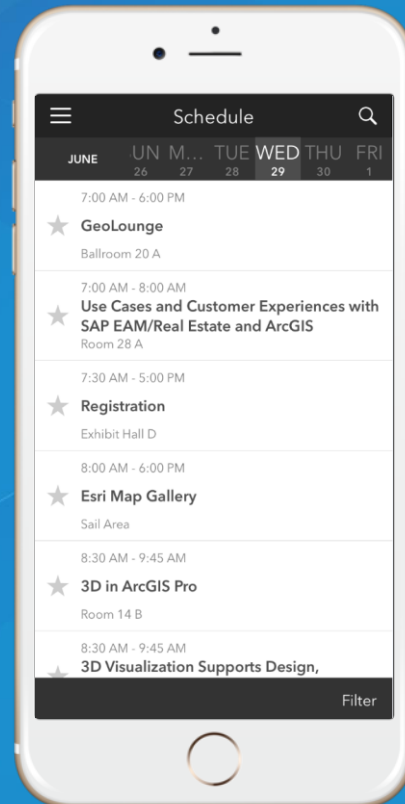 Schedule
JUNE
UN M... TUE WED THU FRI
26 27 28 29 30 1
7:00 AM - 6:00 PM
GeoLounge
Ballroom 20 A
7:00 AM - 8:00 AM
Use Cases and Customer Experiences with
SAP EAM/Real Estate and ArcGIS
Room 28 A
7:30 AM - 5:00 PM
Registration
Exhibit Hall D
8:00 AM - 6:00 PM
Esri Map Gallery
Sail Area
8:30 AM - 9:45 AM
3D in ArcGIS Pro
Room 14 B
8:30 AM - 9:45 AM
3D Visualization Supports Design,
Filter